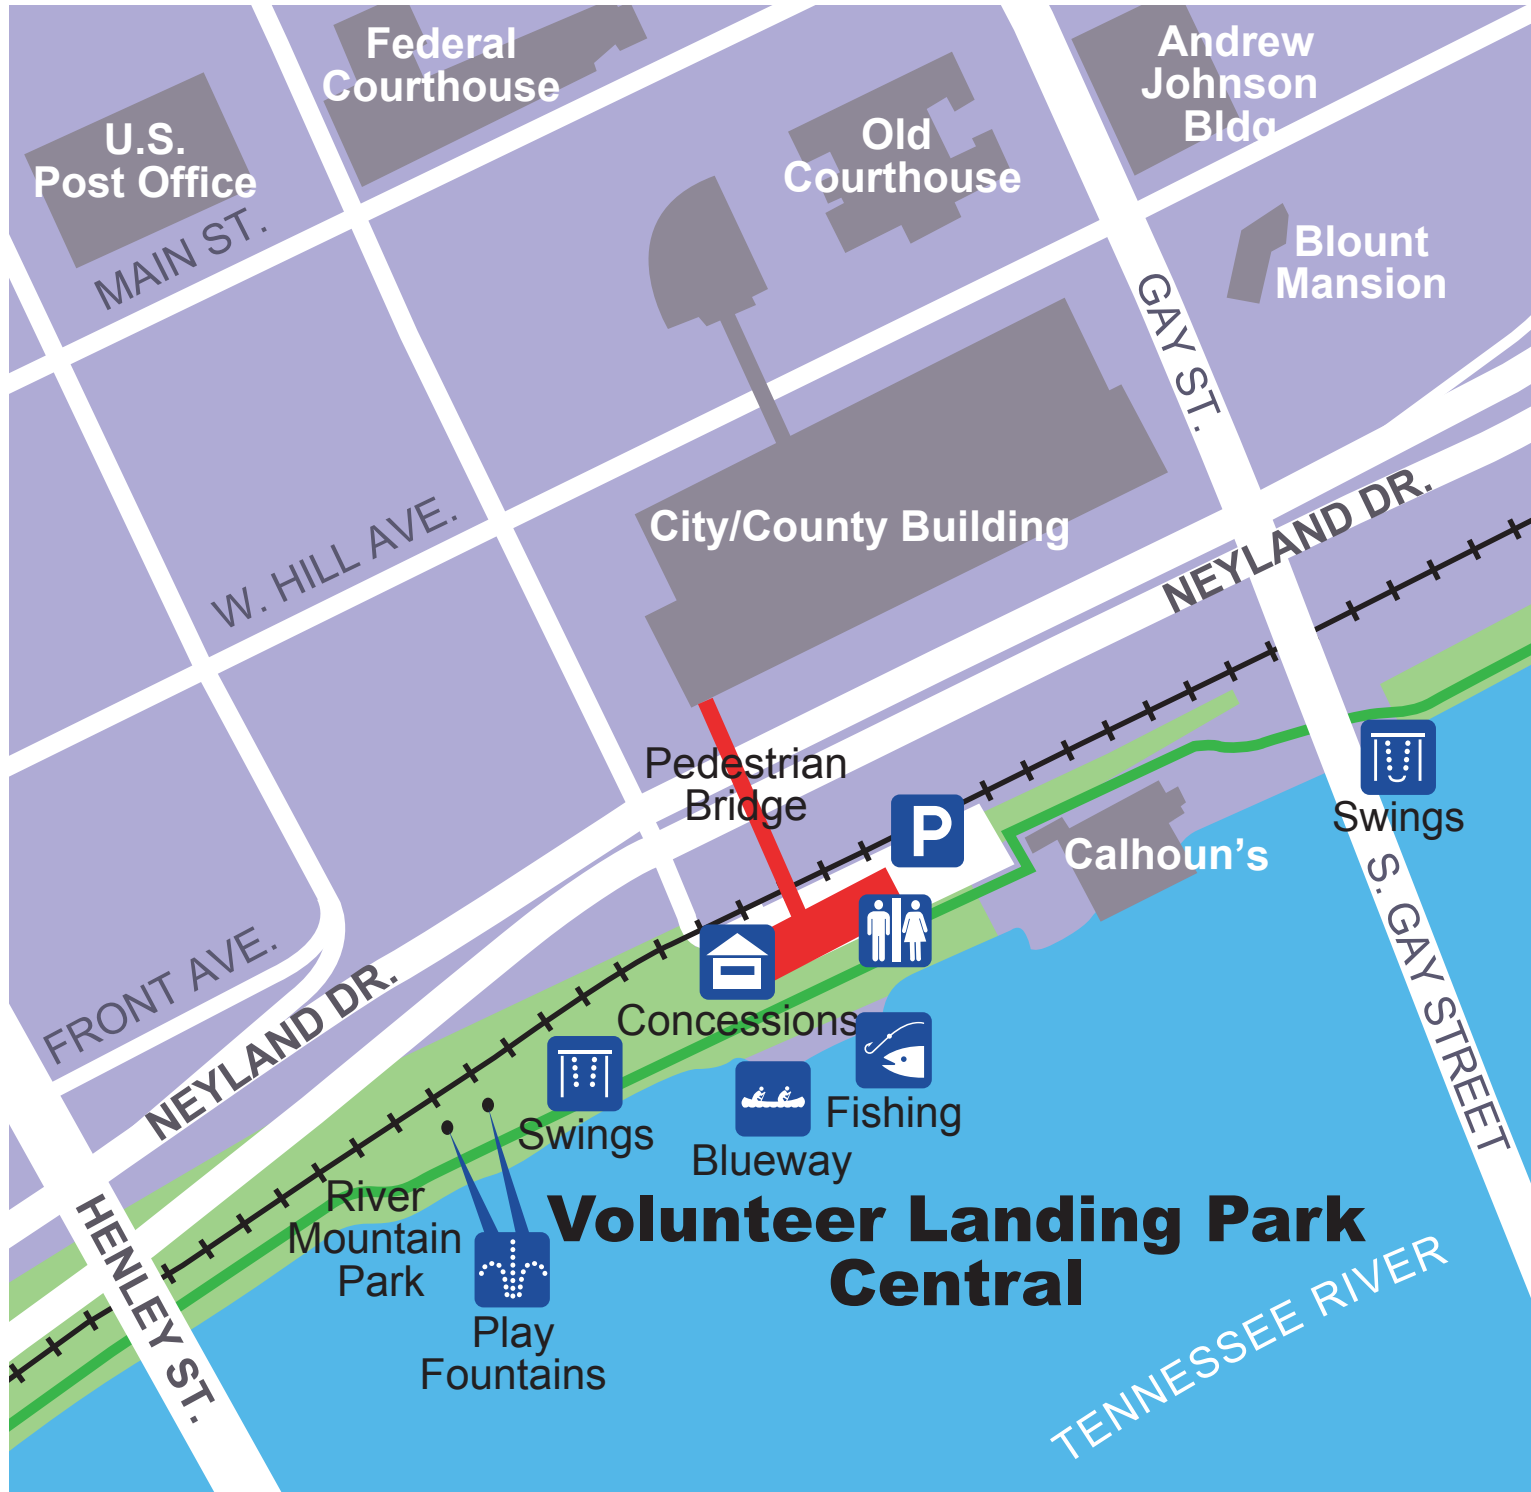 Federal
Courthouse
Andrew
Johnson
Bldg
U.S.
Post Office
Old
Courthouse
MAIN ST.
Blount
Mansion
GAY ST.
W. HILL AVE.
City/County Building
NEYLAND DR.
Pedestrian
Bridge
P
Swings
Calhoun's
S. GAY STREET
FRONT AVE.
NEYLAND DR.
Concessions
Swings
Fishing
Blueway
River
Mountain
Park
Volunteer Landing Park
Central
HENLEY ST.
Play
Fountains
TENNESSEE RIVER